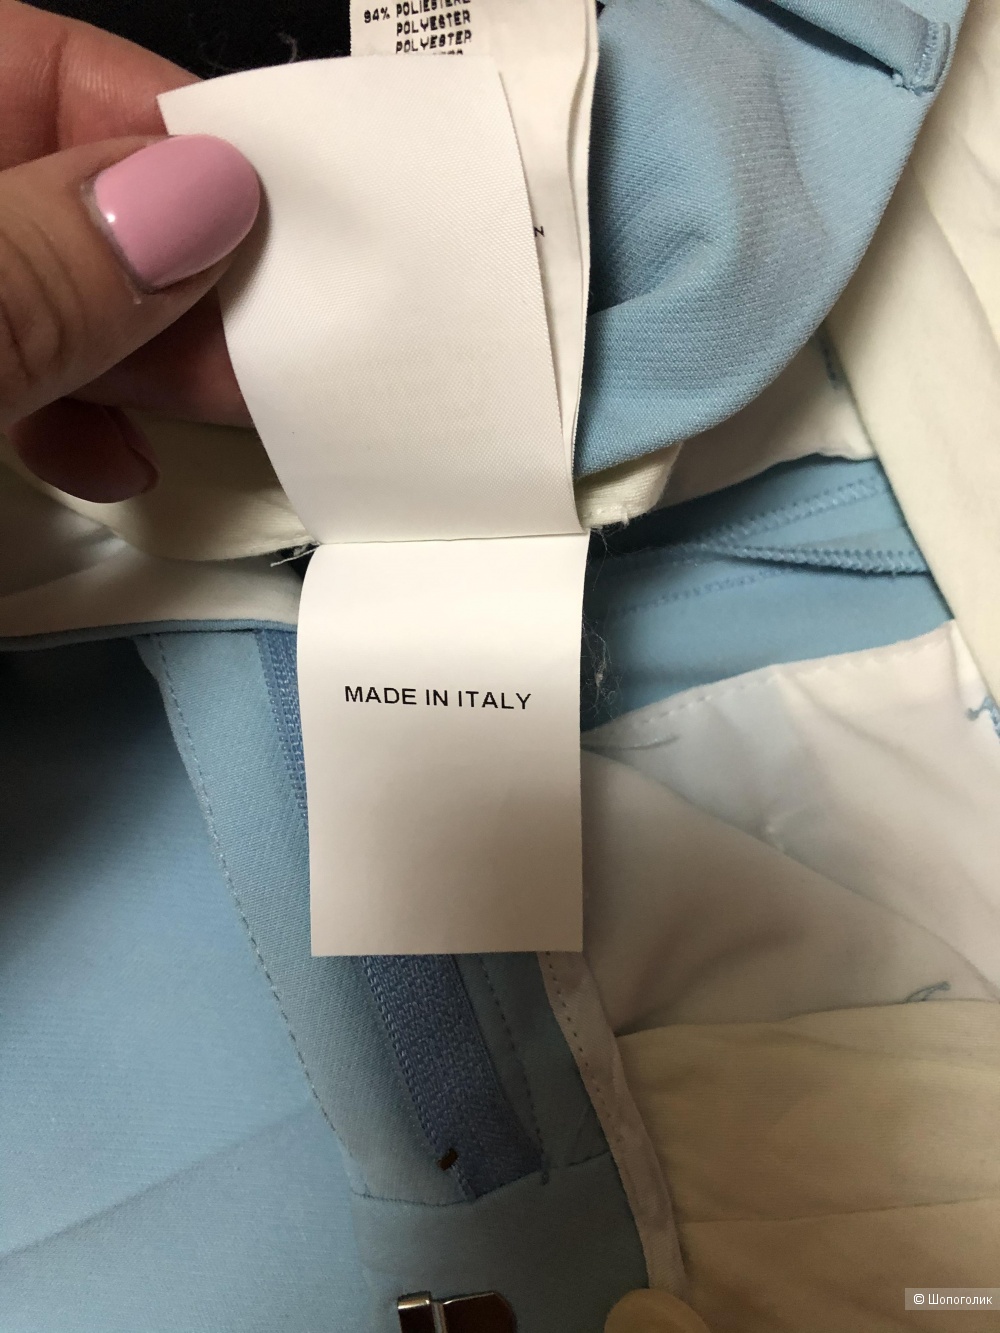 94% POLIESTERE
POLYESTER
POLYESTER
N
MADE IN ITALY
© Шопоголик